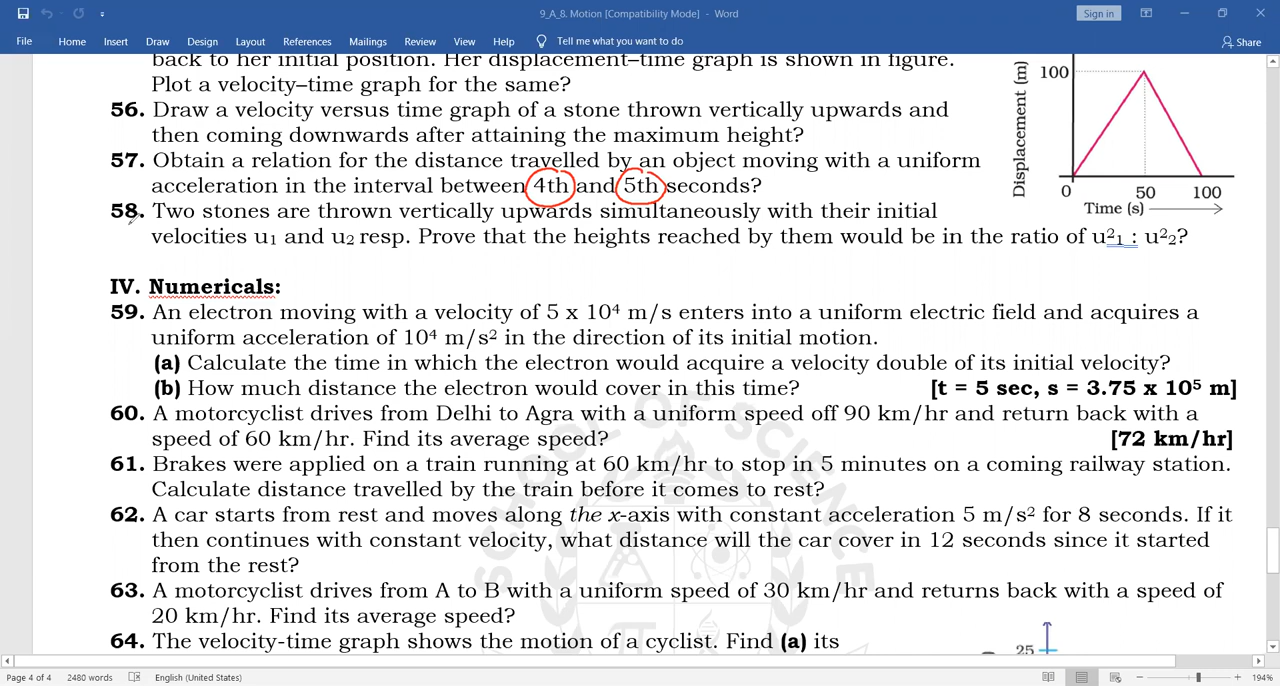 9_A_8. Motion [Compatibility Mode] - Word
Sign in
File Home Insert Draw Design Layout References Mailings Review View Help Tell me what you want to do Share
back to her initial position. Her displacement–time graph is shown in figure.
Plot a velocity–time graph for the same?
56. Draw a velocity versus time graph of a stone thrown vertically upwards and
then coming downwards after attaining the maximum height?
57. Obtain a relation for the distance travelled by an object moving with a uniform
acceleration in the interval between 4th and 5th seconds?
58. Two stones are thrown vertically upwards simultaneously with their initial
velocities u₁ and u₂ resp. Prove that the heights reached by them would be in the ratio of u²₁ : u²₂?
Displacement (m)
100
0 50 100
Time (s)
IV. Numericals:
59. An electron moving with a velocity of 5 x 10⁴ m/s enters into a uniform electric field and acquires a
uniform acceleration of 10⁴ m/s² in the direction of its initial motion.
(a) Calculate the time in which the electron would acquire a velocity double of its initial velocity?
(b) How much distance the electron would cover in this time? [t = 5 sec, s = 3.75 x 10⁵ m]
60. A motorcyclist drives from Delhi to Agra with a uniform speed off 90 km/hr and return back with a
speed of 60 km/hr. Find its average speed? [72 km/hr]
61. Brakes were applied on a train running at 60 km/hr to stop in 5 minutes on a coming railway station.
Calculate distance travelled by the train before it comes to rest?
62. A car starts from rest and moves along the x-axis with constant acceleration 5 m/s² for 8 seconds. If it
then continues with constant velocity, what distance will the car cover in 12 seconds since it started
from the rest?
63. A motorcyclist drives from A to B with a uniform speed of 30 km/hr and returns back with a speed of
20 km/hr. Find its average speed?
64. The velocity-time graph shows the motion of a cyclist. Find (a) its
25
SCHOOL OF SCIENCE
Page 4 of 4 2480 words English (United States) 194%